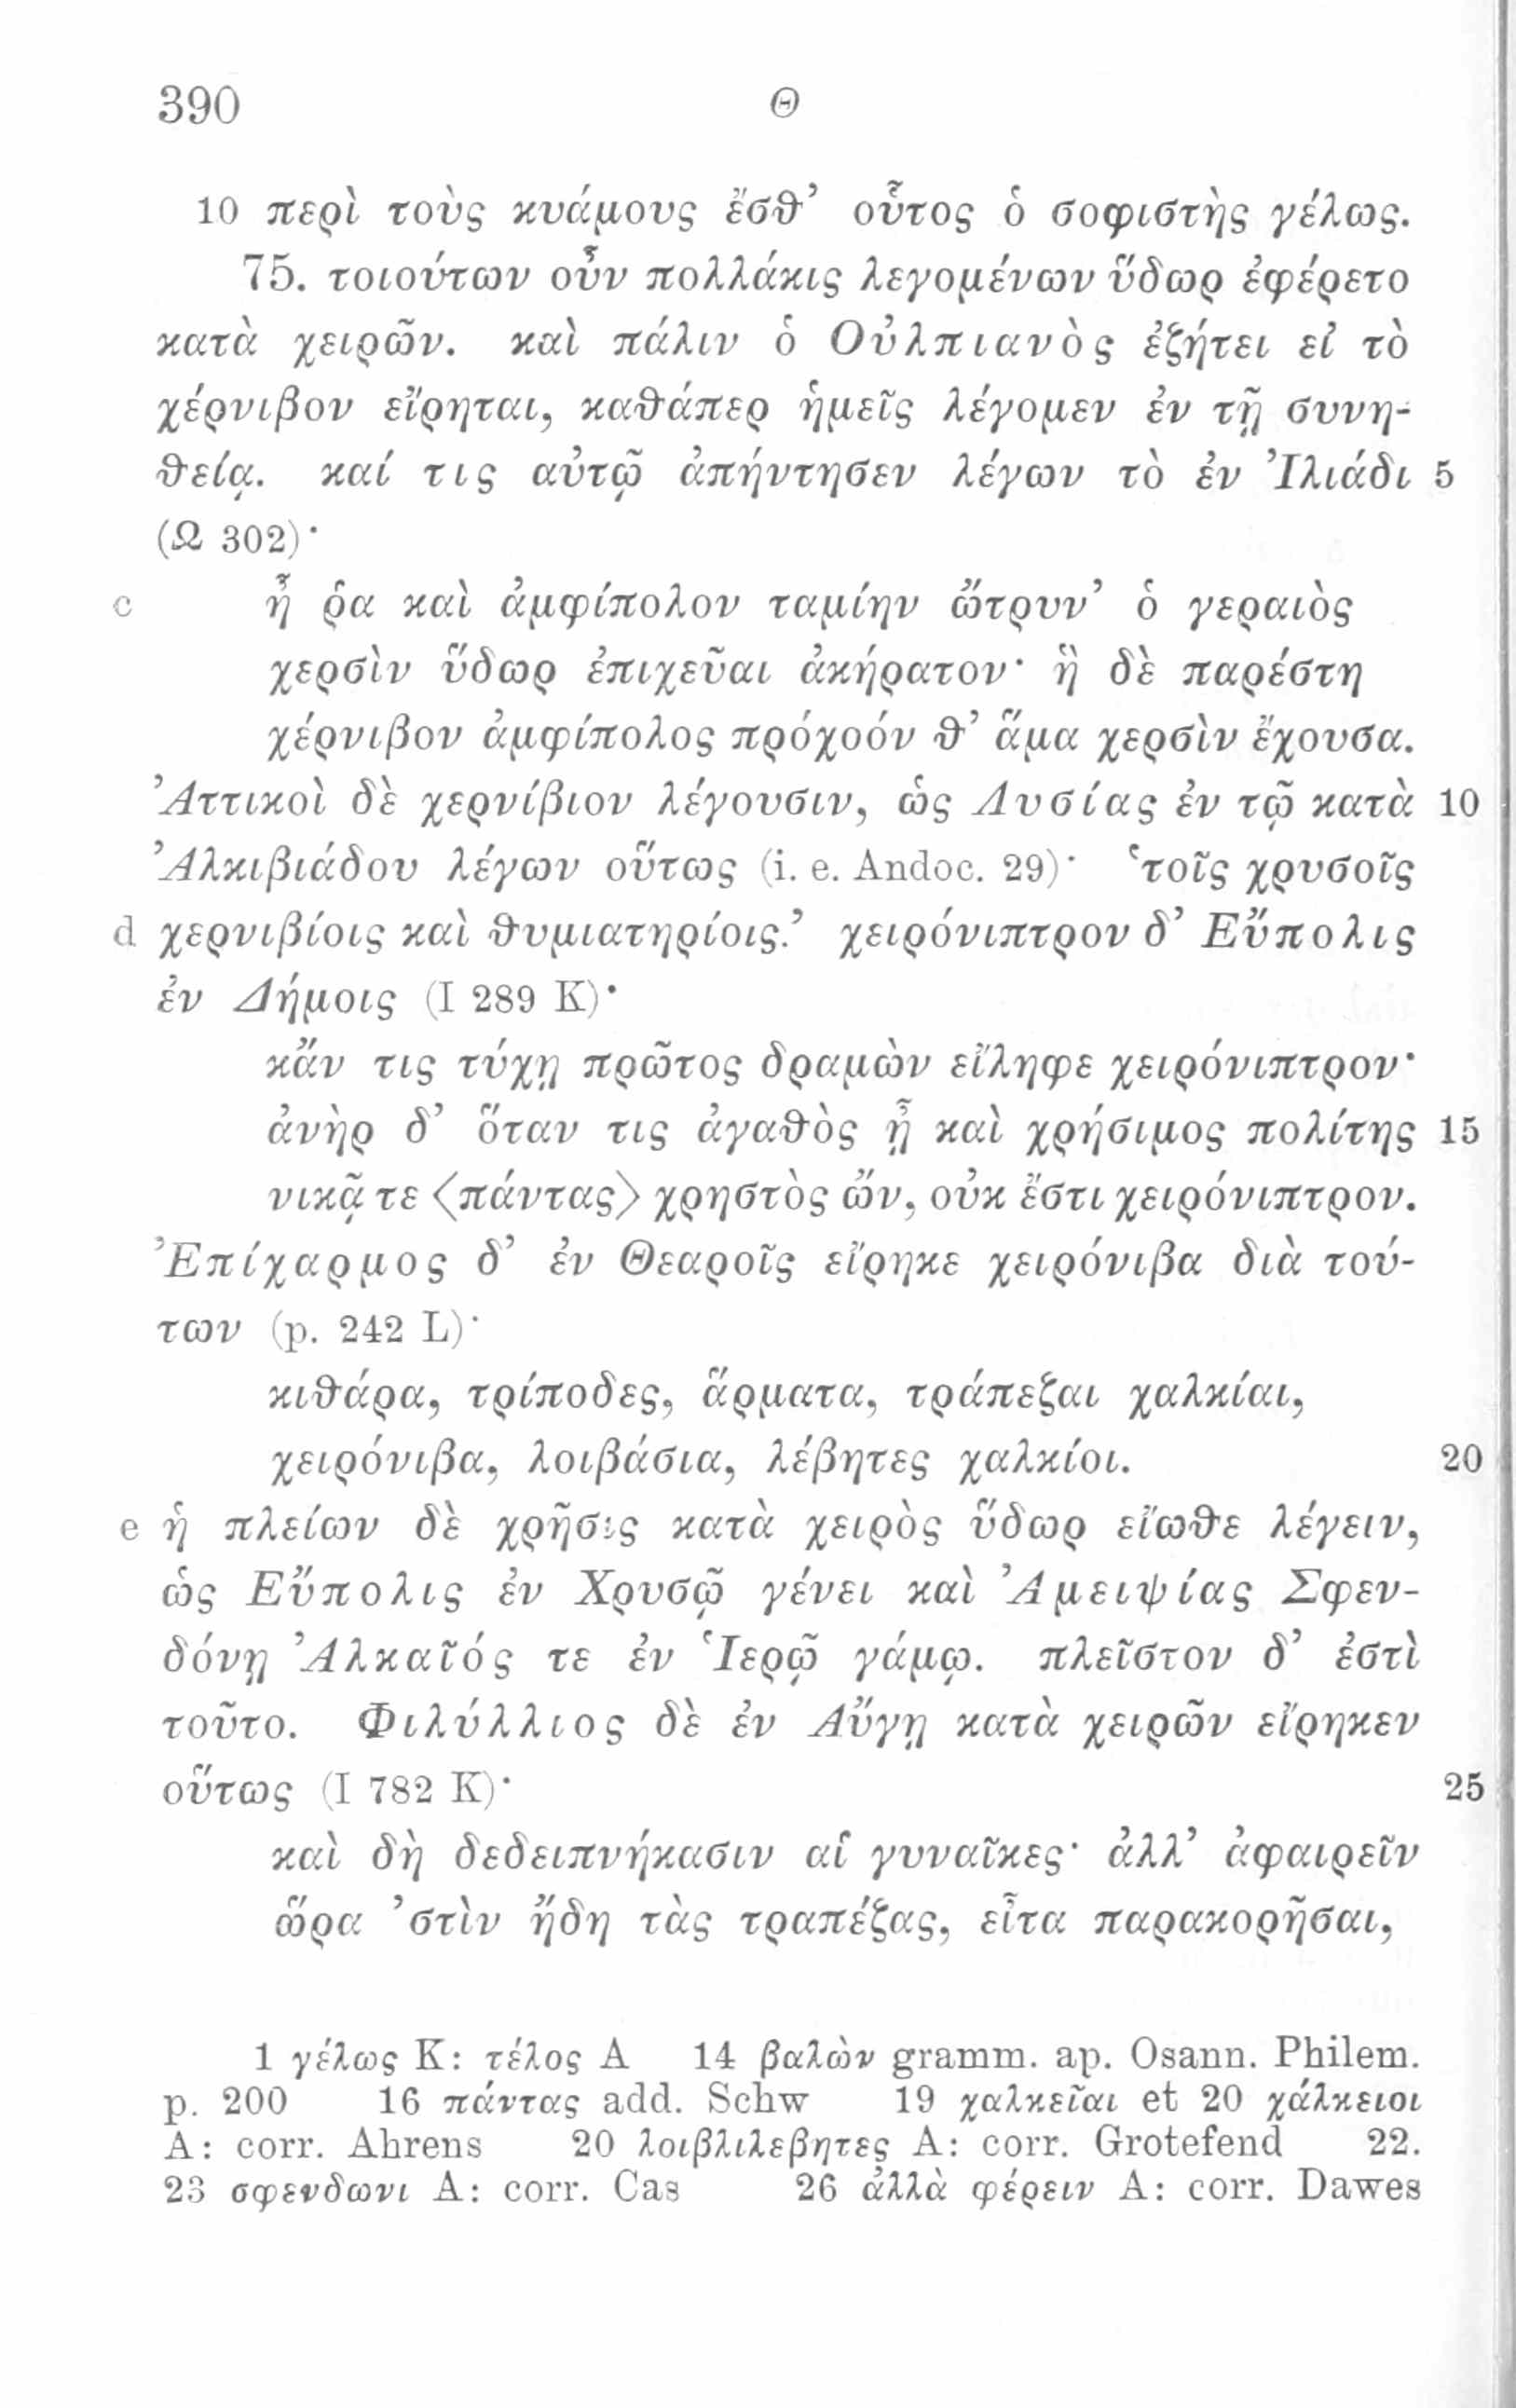 390 Θ
10 περὶ τοὺς κυάμους ἔσθ’ οὗτος ὁ σοφιστὴς γέλως.
75. τοιούτων οὖν πολλάκις λεγομένων ὕδωρ ἐφέρετο
κατὰ χειρῶν. καὶ πάλιν ὁ Οὐλπιανὸς ἐζήτει εἰ τὸ
χέρνιβον εἴρηται, καθάπερ ἡμεῖς λέγομεν ἐν τῇ συνη-
θείᾳ. καί τις αὐτῷ ἀπήντησεν λέγων τὸ ἐν Ἰλιάδι 5
(Ω 302)·
c ἦ ῥα καὶ ἀμφίπολον ταμίην ὤτρυν’ ὁ γεραιὸς
χερσὶν ὕδωρ ἐπιχεῦαι ἀκήρατον· ἣ δὲ παρέστη
χέρνιβον ἀμφίπολος πρόχοόν θ’ ἅμα χερσὶν ἔχουσα.
Ἀττικοὶ δὲ χερνίβιον λέγουσιν, ὡς Λυσίας ἐν τῷ κατὰ 10
Ἀλκιβιάδου λέγων οὕτως (i. e. Andoc. 29)· ‘τοῖς χρυσοῖς
d χερνιβίοις καὶ θυμιατηρίοις.’ χειρόνιπτρον δ’ Εὔπολις
ἐν Δήμοις (I 289 K)·
κἄν τις τύχῃ πρῶτος δραμὼν εἴληφε χειρόνιπτρον·
ἀνὴρ δ’ ὅταν τις ἀγαθὸς ᾖ καὶ χρήσιμος πολίτης 15
νικᾷ τε ⟨πάντας⟩ χρηστὸς ὤν, οὐκ ἔστι χειρόνιπτρον.
Ἐπίχαρμος δ’ ἐν Θεαροῖς εἴρηκε χειρόνιβα διὰ τού-
των (p. 242 L)·
κιθάρα, τρίποδες, ἅρματα, τράπεζαι χαλκίαι,
χειρόνιβα, λοιβάσια, λέβητες χαλκίοι. 20
e ἡ πλείων δὲ χρῆσις κατὰ χειρὸς ὕδωρ εἴωθε λέγειν,
ὡς Εὔπολις ἐν Χρυσῷ γένει καὶ Ἀμειψίας Σφεν-
δόνῃ Ἀλκαῖός τε ἐν Ἱερῷ γάμῳ. πλεῖστον δ’ ἐστὶ
τοῦτο. Φιλύλλιος δὲ ἐν Αὔγῃ κατὰ χειρῶν εἴρηκεν
οὕτως (I 782 K)· 25
καὶ δὴ δεδειπνήκασιν αἱ γυναῖκες· ἀλλ’ ἀφαιρεῖν
ὥρα ’στὶν ἤδη τὰς τραπέζας, εἶτα παρακορῆσαι,
1 γέλως K: τέλος A 14 βαλὼν gramm. ap. Osann. Philem.
p. 200 16 πάντας add. Schw 19 χαλκεῖαι et 20 χάλκειοι
A: corr. Ahrens 20 λοιβλιλεβητες A: corr. Grotefend 22.
23 σφενδωνι A: corr. Cas 26 ἀλλὰ φέρειν A: corr. Dawes